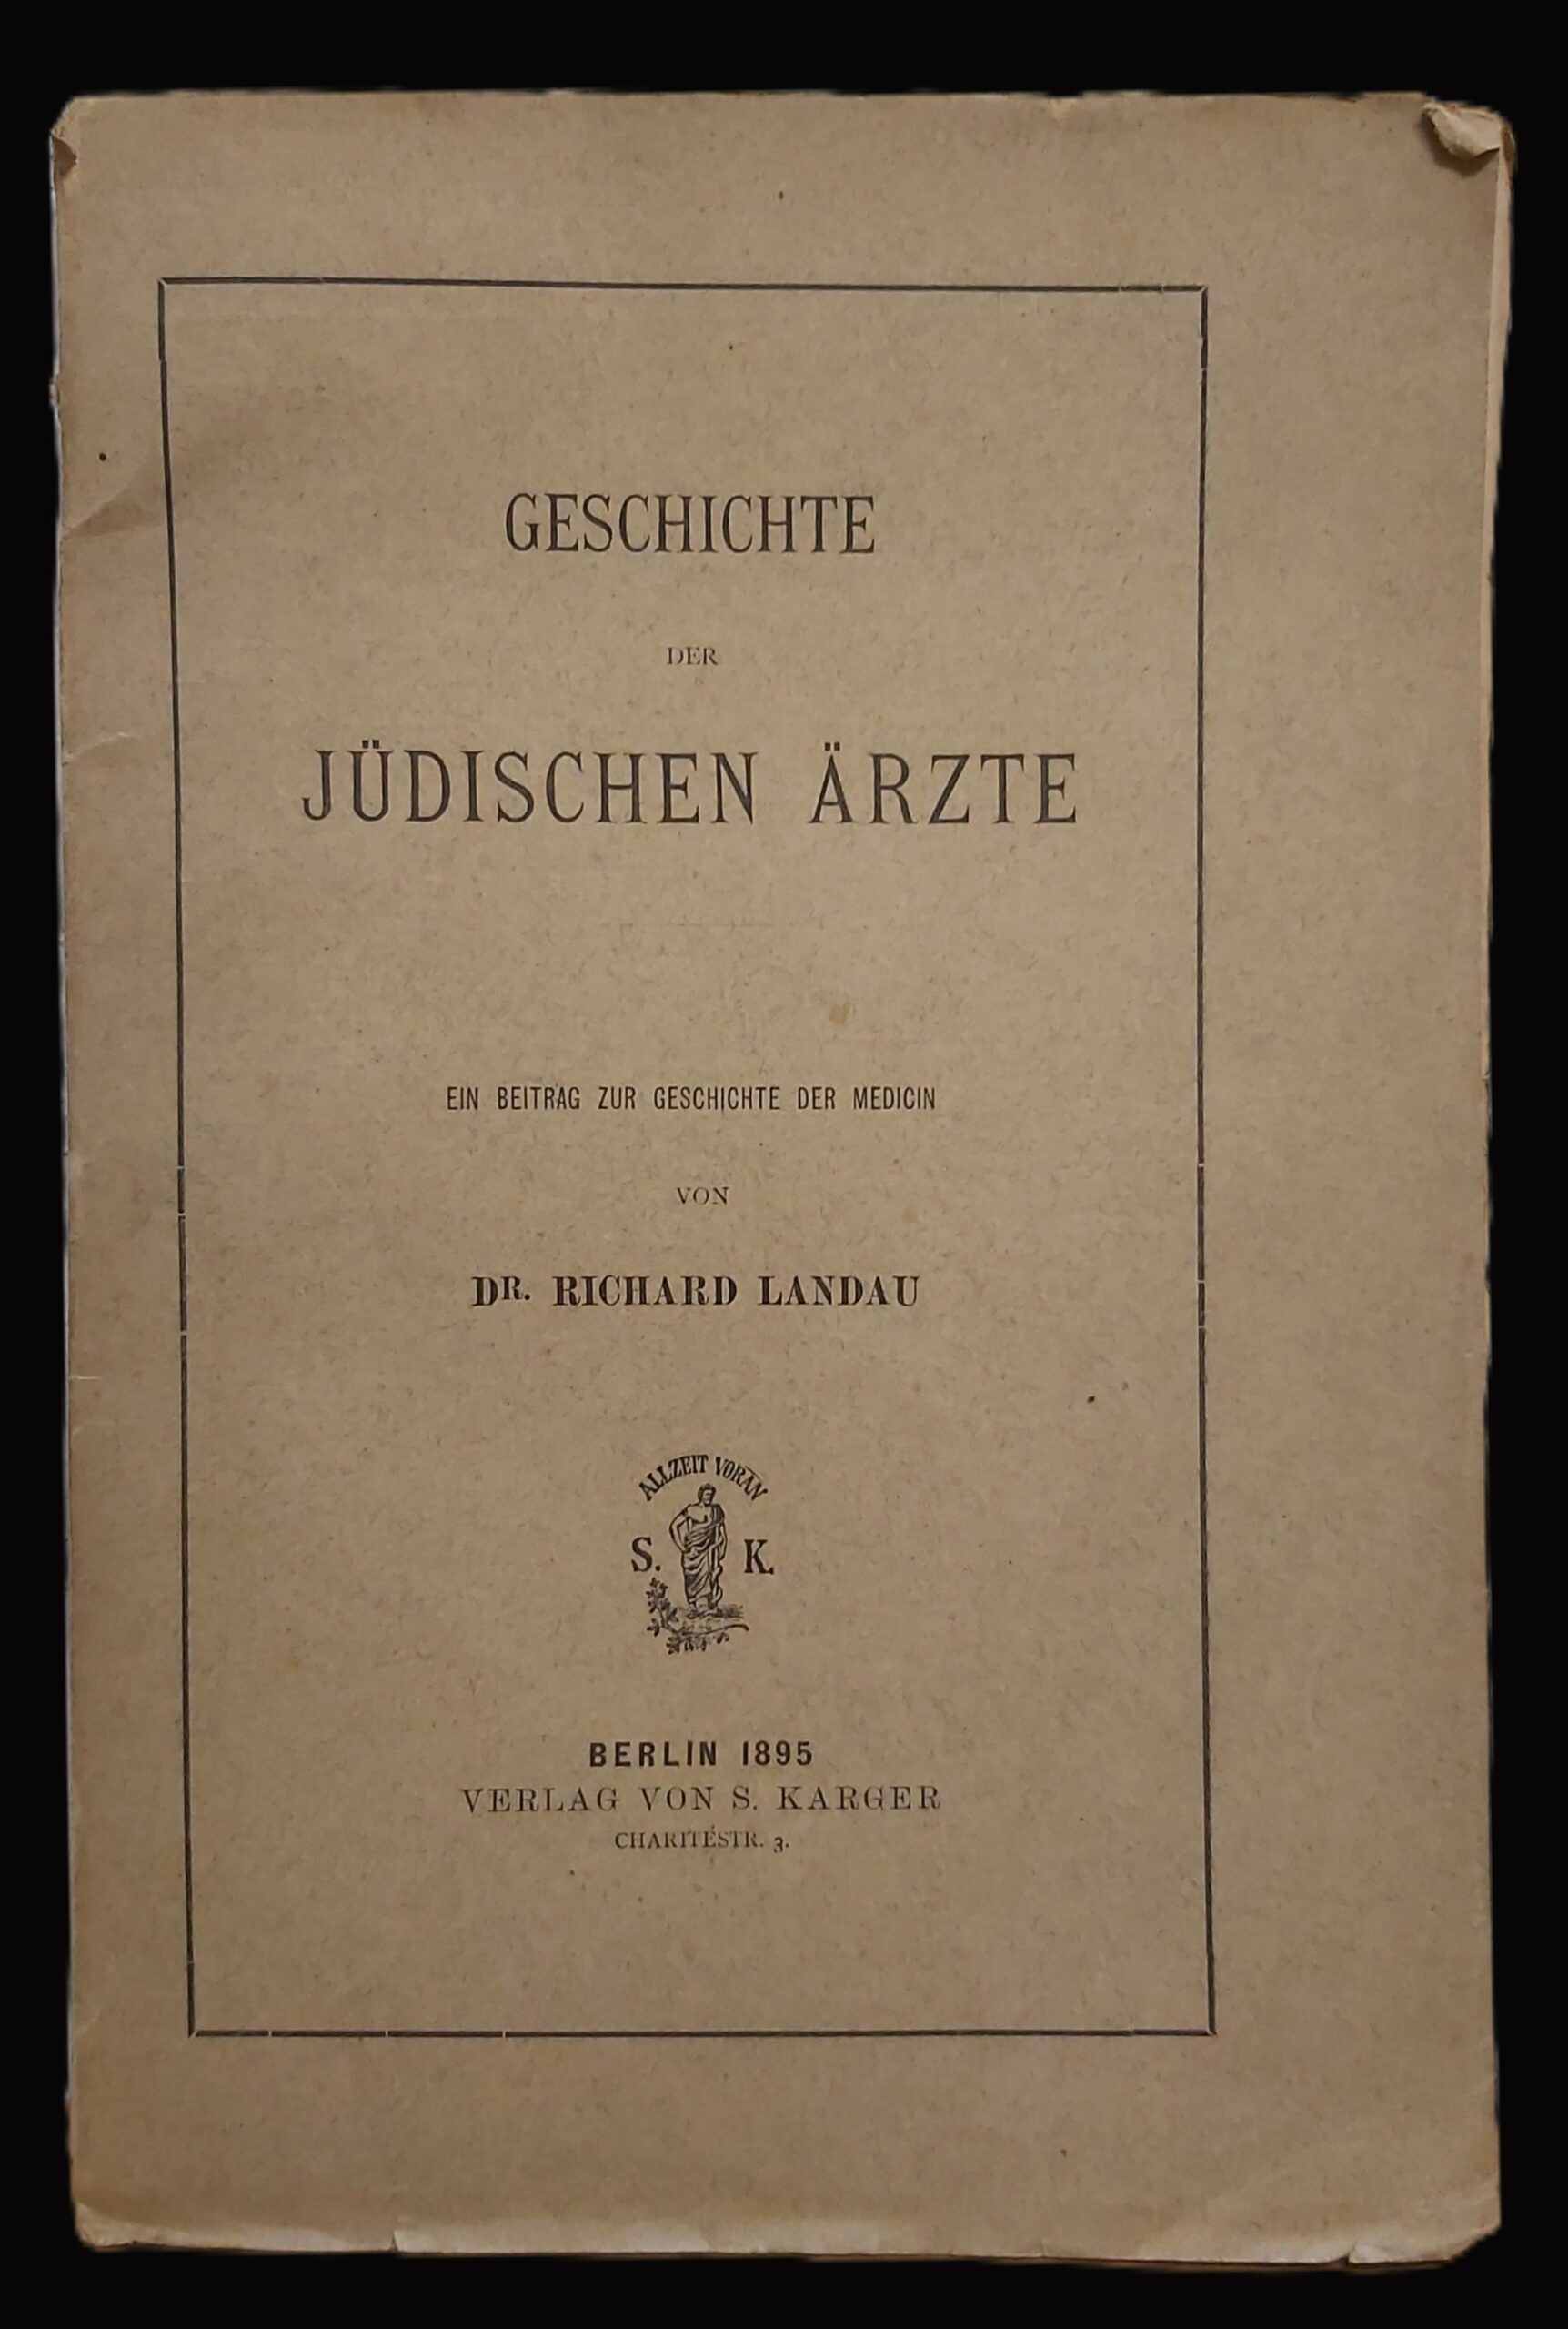 GESCHICHTE
DER
JÜDISCHEN ÄRZTE
EIN BEITRAG ZUR GESCHICHTE DER MEDICIN
VON
DR. RICHARD LANDAU
ALLZEIT VORAN
S. K.
BERLIN 1895
VERLAG VON S. KARGER
CHARITÉSTR. 3.